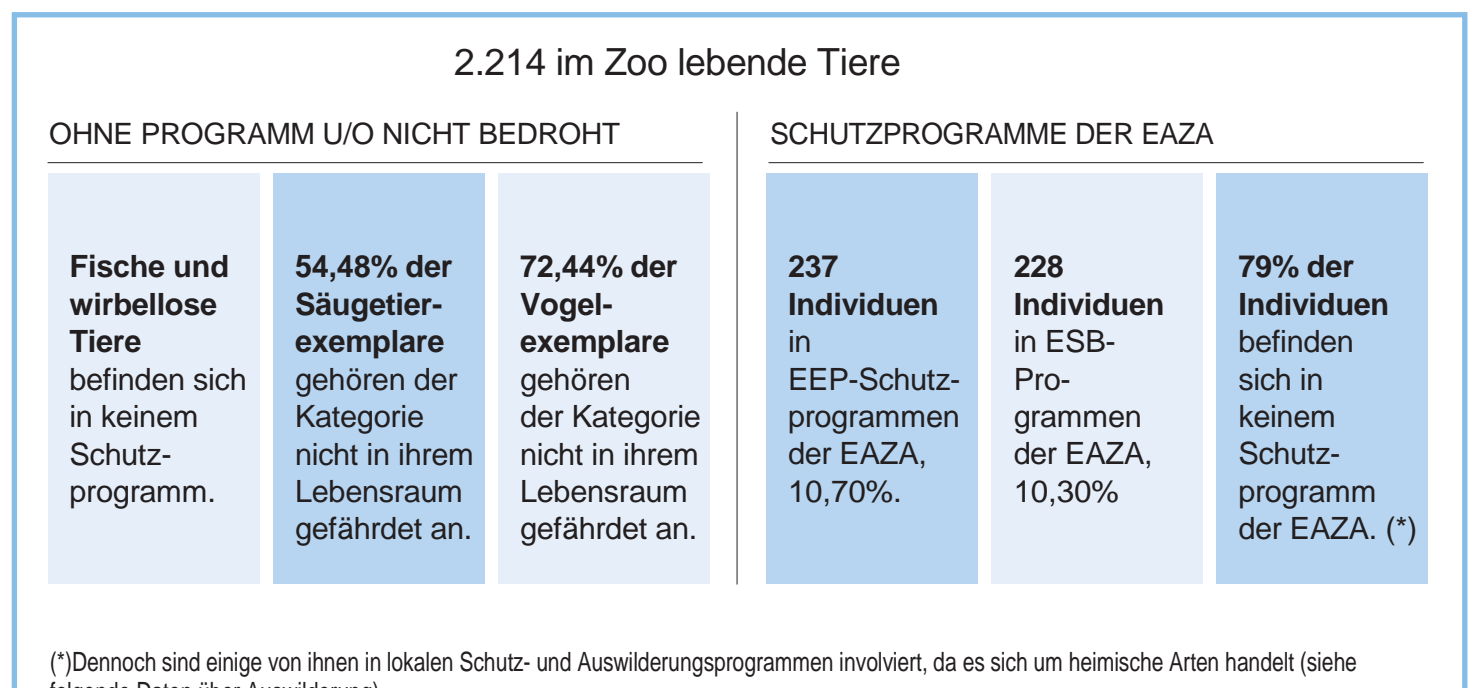 2.214 im Zoo lebende Tiere
OHNE PROGRAMM U/O NICHT BEDROHT
Fische und
wirbellose
Tiere
befinden sich
in keinem
Schutz-
programm.
54,48% der
Säugetier-
exemplare
gehören der
Kategorie
nicht in ihrem
Lebensraum
gefährdet an.
72,44% der
Vogel-
exemplare
gehören
der Kategorie
nicht in ihrem
Lebensraum
gefährdet an.
SCHUTZPROGRAMME DER EAZA
237
Individuen
in
EEP-Schutz-
programmen
der EAZA,
10,70%.
228
Individuen
in ESB-
Pro-
grammen
der EAZA,
10,30%
79% der
Individuen
befinden
sich in
keinem
Schutz-
programm
der EAZA. (*)
(*)Dennoch sind einige von ihnen in lokalen Schutz- und Auswilderungsprogrammen involviert, da es sich um heimische Arten handelt (siehe
folgende Daten über Auswilderung)